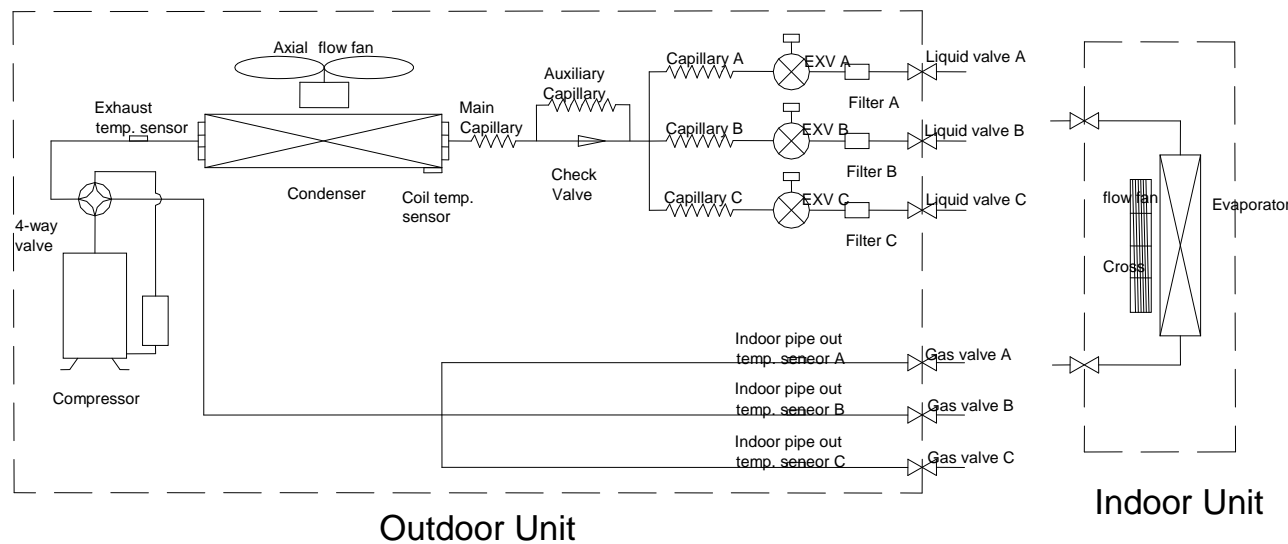 Axial flow fan
Exhaust
temp. sensor
Main
Capillary
Auxiliary
Capillary
Capillary A
EXV A
Liquid valve A
Filter A
Capillary B
EXV B
Liquid valve B
Filter B
Condenser
Coil temp.
sensor
Check
Valve
Capillary C
EXV C
Liquid valve C
Filter C
4-way
valve
Compressor
Indoor pipe out
temp. seneor A
Gas valve A
Indoor pipe out
temp. seneor B
Gas valve B
Indoor pipe out
temp. seneor C
Gas valve C
Outdoor Unit
flow fan
Cross
Evaporator
Indoor Unit